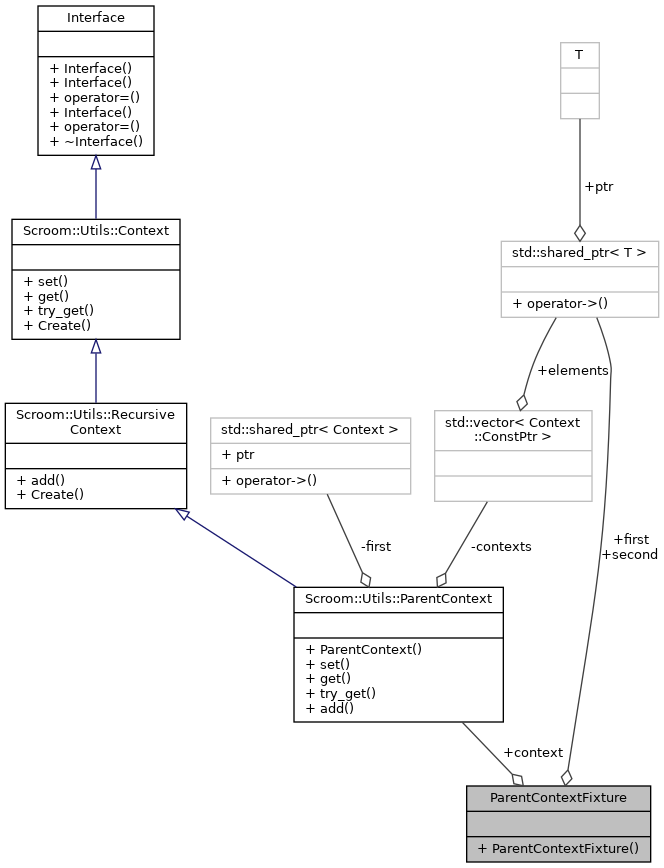 Interface
+ Interface()
+ Interface()
+ operator=()
+ Interface()
+ operator=()
+ ~Interface()
T
+ptr
Scroom::Utils::Context
+ set()
+ get()
+ try_get()
+ Create()
std::shared_ptr< T >
+ operator->()
+elements
Scroom::Utils::Recursive
Context
+ add()
+ Create()
std::shared_ptr< Context >
+ ptr
+ operator->()
std::vector< Context
::ConstPtr >
+first
+second
-first
-contexts
Scroom::Utils::ParentContext
+ ParentContext()
+ set()
+ get()
+ try_get()
+ add()
+context
ParentContextFixture
+ ParentContextFixture()